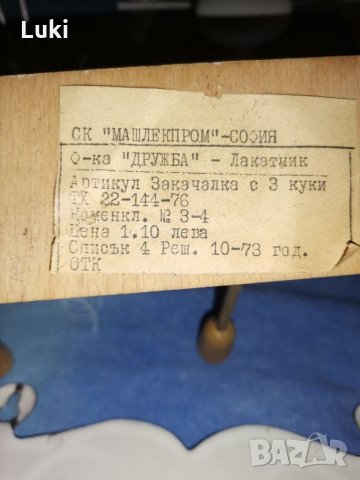 Luki
СК "МАШЛЕКПРОМ"-СОФИЯ
Ф-ка "ДРУЖБА" - Лакатник
Артикул Закачалка с 3 куки
ТХ 22-144-76
Номенкл. № 3-4
Цена 1.10 лева
Списък 4 Реш. 10-73 год.
ОТК
BAZAR